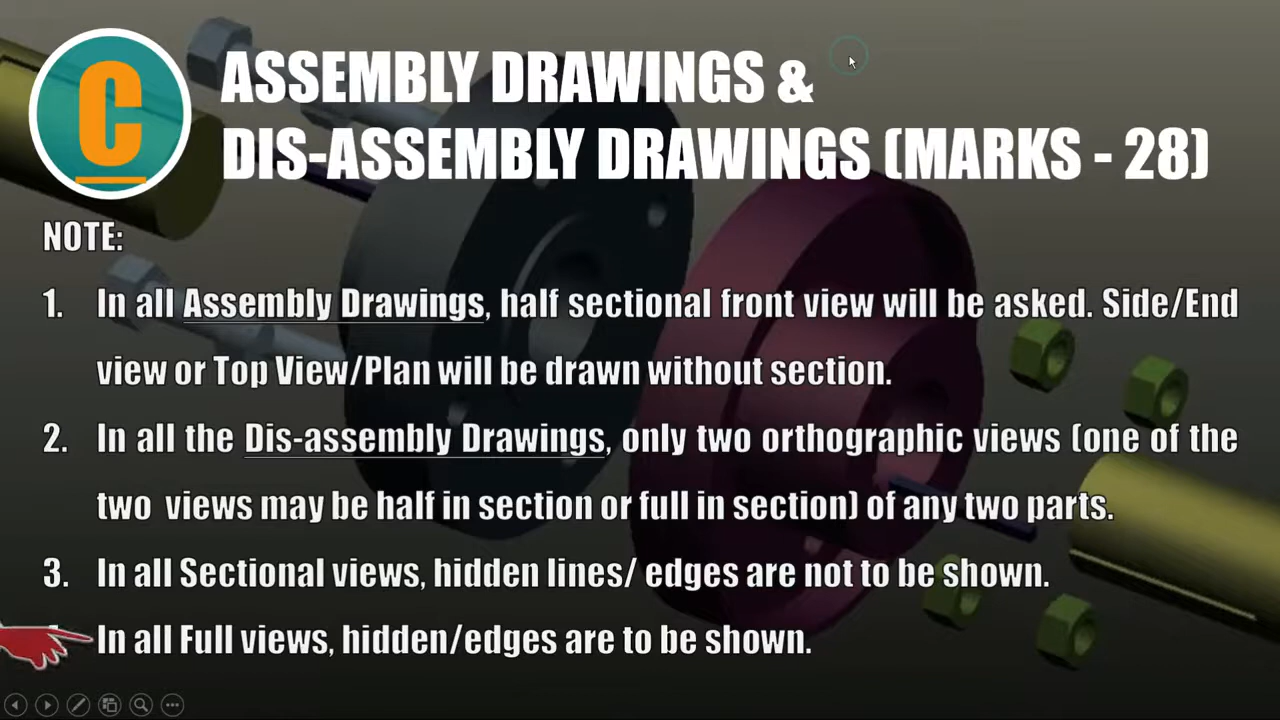 C
ASSEMBLY DRAWINGS &
DIS-ASSEMBLY DRAWINGS (MARKS - 28)
NOTE:
1. In all Assembly Drawings, half sectional front view will be asked. Side/End
view or Top View/Plan will be drawn without section.
2. In all the Dis-assembly Drawings, only two orthographic views (one of the
two views may be half in section or full in section) of any two parts.
3. In all Sectional views, hidden lines/ edges are not to be shown.
In all Full views, hidden/edges are to be shown.